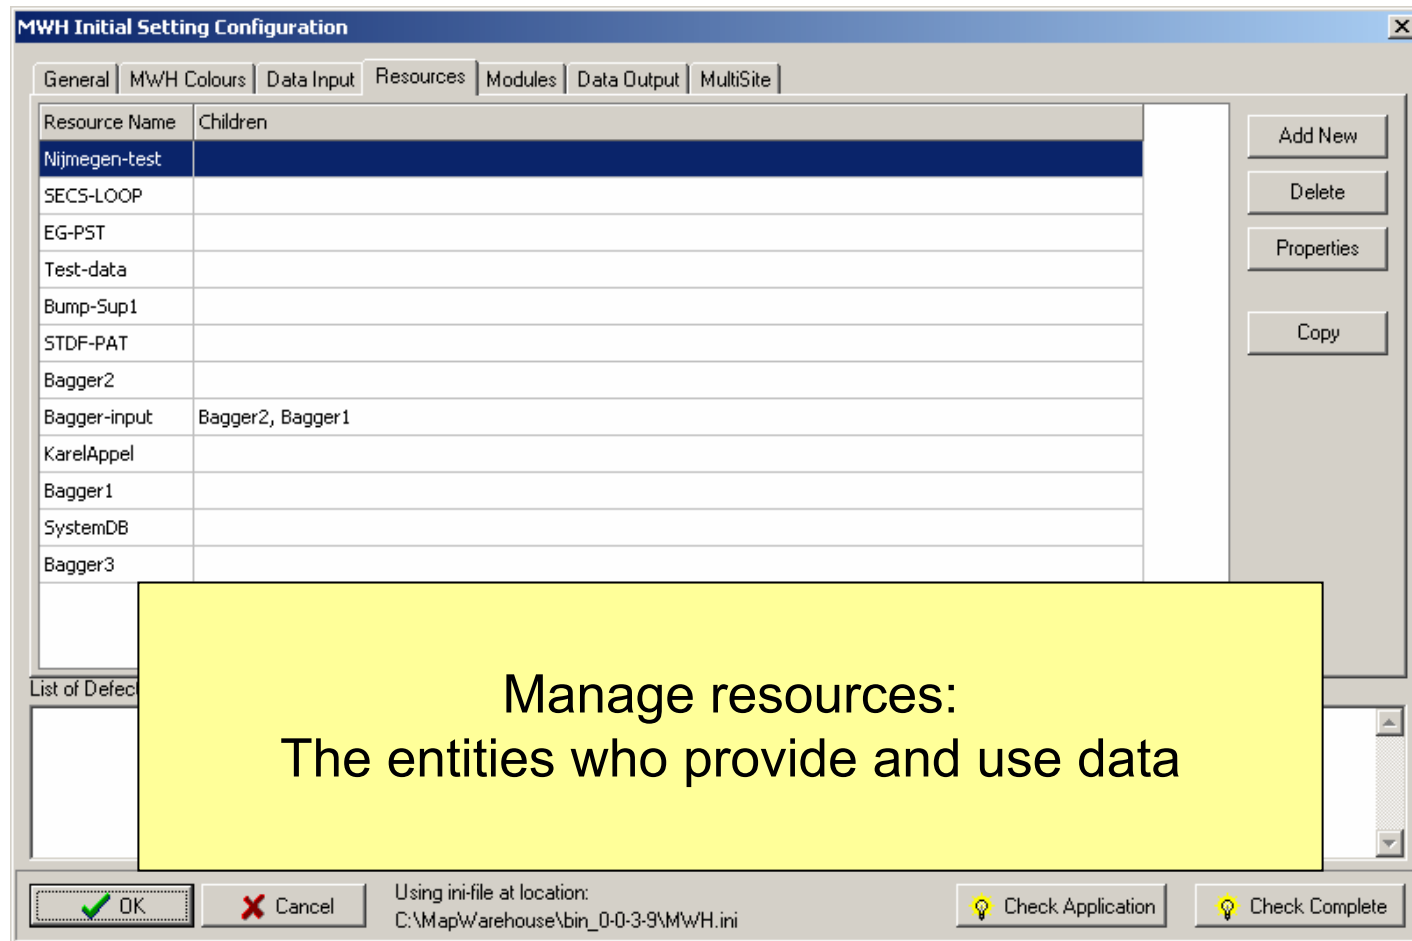 MWH Initial Setting Configuration
General MWH Colours Data Input Resources Modules Data Output MultiSite
Resource Name Children
Nijmegen-test
SECS-LOOP
EG-PST
Test-data
Bump-Sup1
STDF-PAT
Bagger2
Bagger-input Bagger2, Bagger1
KarelAppel
Bagger1
SystemDB
Bagger3
Add New
Delete
Properties
Copy
List of Defect
Manage resources:
The entities who provide and use data
OK Cancel
Using ini-file at location:
C:\MapWarehouse\bin_0-0-3-9\MWH.ini
Check Application Check Complete